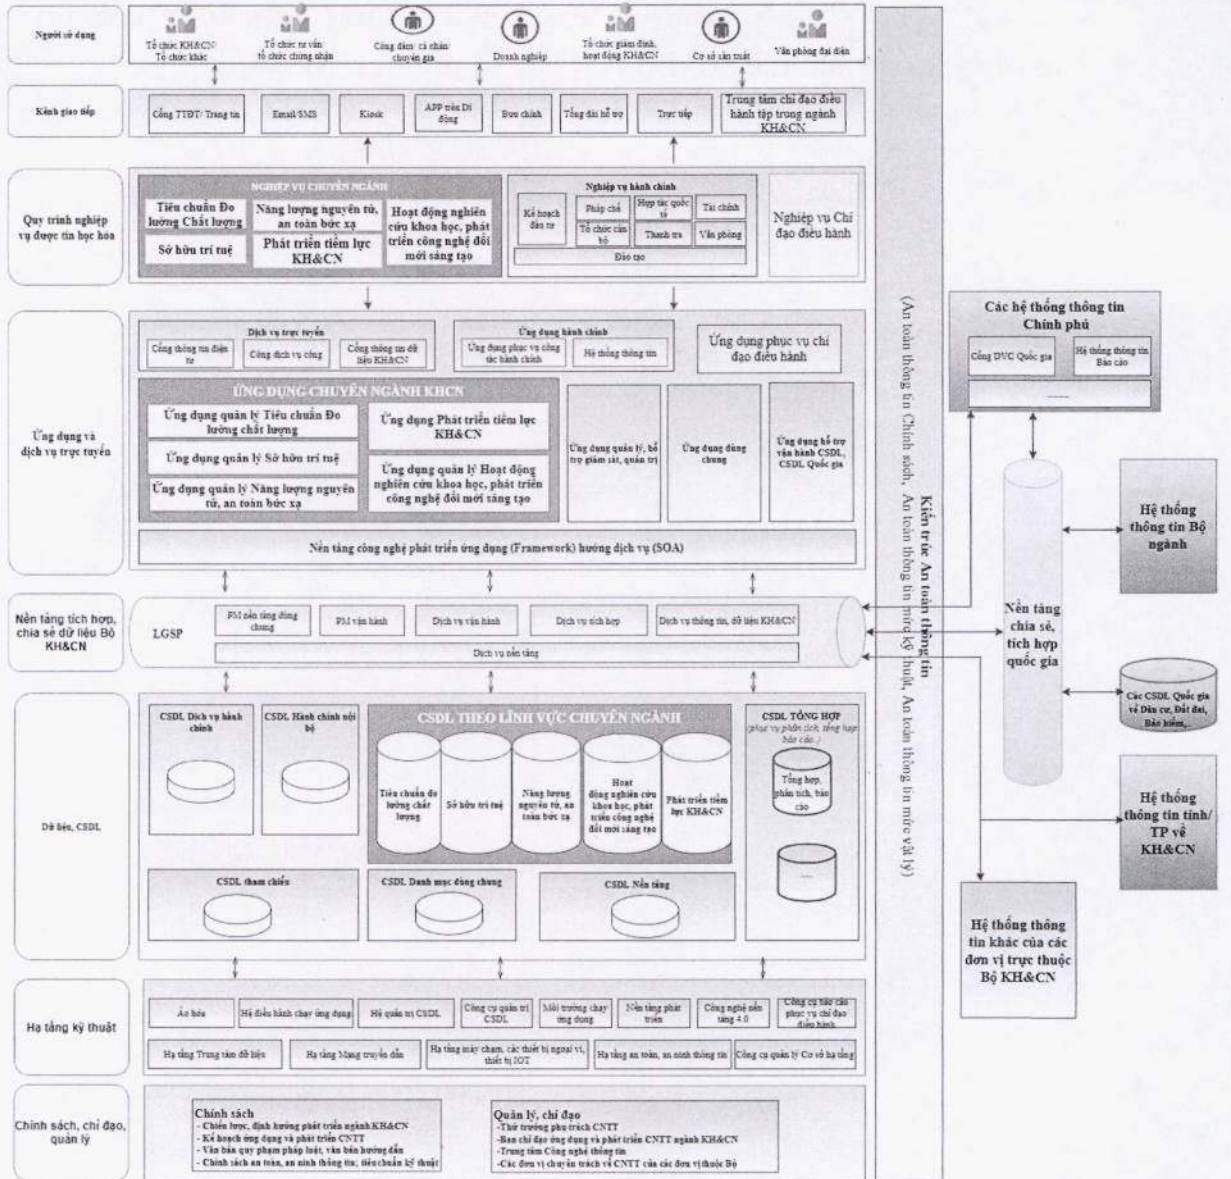 Người sử dụng
Tổ chức KH&CN/
Tổ chức khác
Tổ chức tư vấn/
tổ chức chứng nhận
Công dân/ cá nhân/
chuyên gia
Doanh nghiệp
Tổ chức giám định,
hoạt động KH&CN
Cơ sở sản xuất
Văn phòng đại diện
Kênh giao tiếp
Cổng TTĐT/ Trang tin
Email/SMS
Kiosk
APP trên Di
động
Bưu chính
Tổng đài hỗ trợ
Trực tiếp
Trung tâm chỉ đạo điều
hành tập trung ngành
KH&CN
Quy trình nghiệp
vụ được tin học hóa
NGHIỆP VỤ CHUYÊN NGÀNH
Tiêu chuẩn Đo
lường Chất lượng
Năng lượng nguyên tử,
an toàn bức xạ
Hoạt động nghiên
cứu khoa học, phát
triển công nghệ đổi
mới sáng tạo
Sở hữu trí tuệ
Phát triển tiềm lực
KH&CN
Nghiệp vụ hành chính
Kế hoạch
đầu tư
Pháp chế
Hợp tác quốc
tế
Tài chính
Tổ chức cán
bộ
Thanh tra
Văn phòng
Đào tạo
Nghiệp vụ Chỉ
đạo điều hành
Ứng dụng và
dịch vụ trực tuyến
Dịch vụ trực tuyến
Cổng thông tin điện
tử
Cổng dịch vụ công
Cổng thông tin dữ
liệu KH&CN
Ứng dụng hành chính
Ứng dụng phục vụ công
tác hành chính
Hệ thống thông tin
Ứng dụng phục vụ chỉ
đạo điều hành
ỨNG DỤNG CHUYÊN NGÀNH KHCN
Ứng dụng quản lý Tiêu chuẩn Đo
lường chất lượng
Ứng dụng quản lý Sở hữu trí tuệ
Ứng dụng quản lý Năng lượng nguyên
tử, an toàn bức xạ
Ứng dụng Phát triển tiềm lực
KH&CN
Ứng dụng quản lý Hoạt động
nghiên cứu khoa học, phát triển
công nghệ đổi mới sáng tạo
Ứng dụng quản lý, hỗ
trợ giám sát, quản trị
Ứng dụng dùng
chung
Ứng dụng hỗ trợ
vận hành CSDL,
CSDL Quốc gia
Nền tảng công nghệ phát triển ứng dụng (Framework) hướng dịch vụ (SOA)
Nền tảng tích hợp,
chia sẻ dữ liệu Bộ
KH&CN
LGSP
PM nền tảng dùng
chung
PM vận hành
Dịch vụ vận hành
Dịch vụ tích hợp
Dịch vụ thông tin, dữ liệu KH&CN
Dịch vụ nền tảng
Dữ liệu, CSDL
CSDL Dịch vụ hành
chính
CSDL Hành chính nội
bộ
CSDL THEO LĨNH VỰC CHUYÊN NGÀNH
Tiêu chuẩn đo
lường chất
lượng
Sở hữu trí tuệ
Năng lượng
nguyên tử, an
toàn bức xạ
Hoạt
động nghiên cứu
khoa học, phát
triển công nghệ
đổi mới sáng tạo
Phát triển tiềm
lực KH&CN
CSDL TỔNG HỢP
(phục vụ phân tích, tổng hợp
báo cáo..)
Tổng hợp,
phân tích, báo
cáo
......
CSDL tham chiếu
CSDL Danh mục dùng chung
CSDL Nền tảng
Hạ tầng kỹ thuật
Ảo hóa
Hệ điều hành chạy ứng dụng
Hệ quản trị CSDL
Công cụ quản trị
CSDL
Môi trường chạy
ứng dụng
Nền tảng phát
triển
Công nghệ nền
tảng 4.0
Công cụ báo cáo
phục vụ chỉ đạo
điều hành
Hạ tầng Trung tâm dữ liệu
Hạ tầng Mạng truyền dẫn
Hạ tầng máy chạm, các thiết bị ngoại vi,
thiết bị IOT
Hạ tầng an toàn, an ninh thông tin
Công cụ quản lý Cơ sở hạ tầng
Chính sách, chỉ đạo,
quản lý
Chính sách
- Chiến lược, định hướng phát triển ngành KH&CN
- Kế hoạch ứng dụng và phát triển CNTT
- Văn bản quy phạm pháp luật, văn bản hướng dẫn
- Chính sách an toàn, an ninh thông tin; tiêu chuẩn kỹ thuật
Quản lý, chỉ đạo
-Thứ trưởng phụ trách CNTT
- Ban chỉ đạo ứng dụng và phát triển CNTT ngành KH&CN
-Trung tâm Công nghệ thông tin
- Các đơn vị chuyên trách về CNTT của các đơn vị thuộc Bộ
Kiến trúc An toàn thông tin
(An toàn thông tin Chính sách, An toàn thông tin mức kỹ thuật, An toàn thông tin mức vật lý)
Các hệ thống thông tin
Chính phủ
Cổng DVC Quốc gia
Hệ thống thông tin
Báo cáo
......
Nền tảng
chia sẻ,
tích hợp
quốc gia
Hệ thống
thông tin Bộ
ngành
Các CSDL Quốc gia
về Dân cư, Đất đai,
Bảo hiểm,..
Hệ thống
thông tin tỉnh/
TP về
KH&CN
Hệ thống thông
tin khác của các
đơn vị trực thuộc
Bộ KH&CN